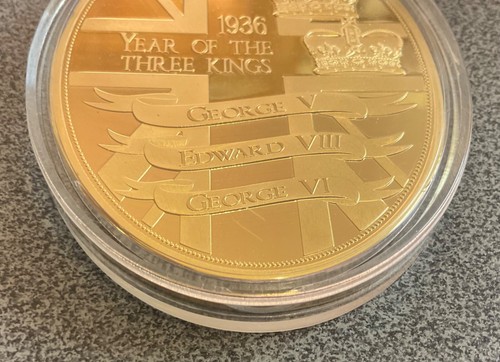 1936
YEAR OF THE
THREE KINGS
GEORGE V
EDWARD VIII
GEORGE VI